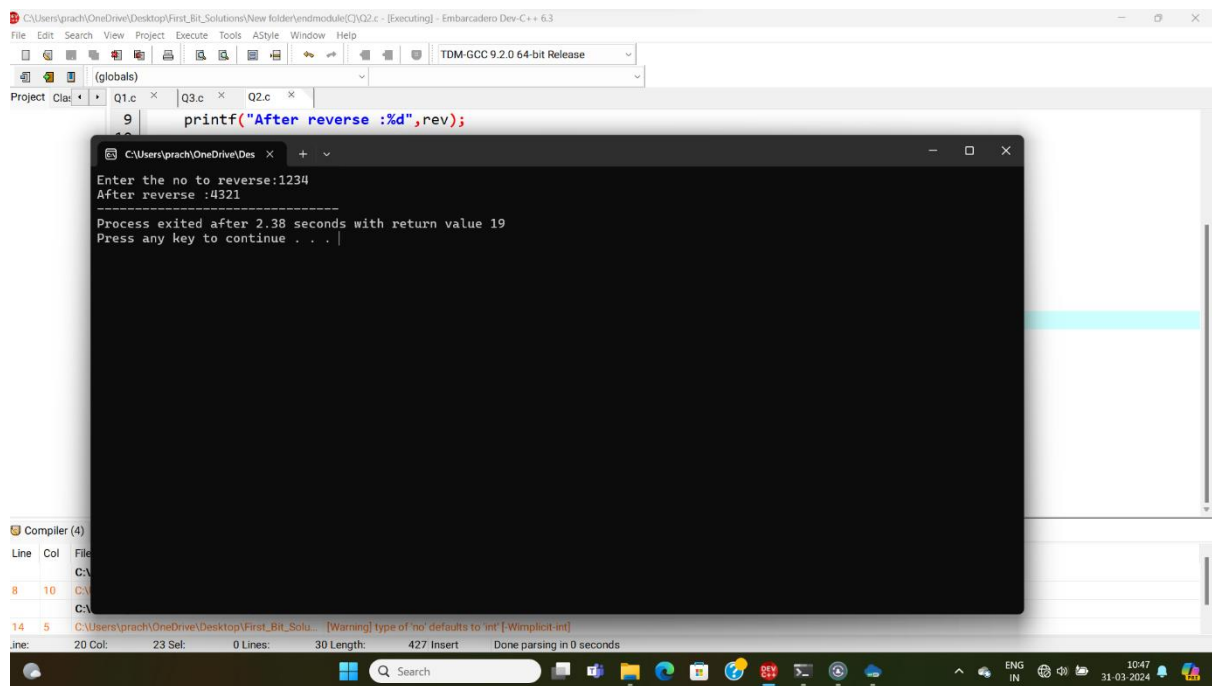 C:\Users\prach\OneDrive\Desktop\First_Bit_Solutions\New folder\endmodule(C)\Q2.c - [Executing] - Embarcadero Dev-C++ 6.3
File Edit Search View Project Execute Tools AStyle Window Help
TDM-GCC 9.2.0 64-bit Release
(globals)
Project Clas Q1.c Q3.c Q2.c
9 printf("After reverse :%d",rev);
C:\Users\prach\OneDrive\Des
Enter the no to reverse:1234
After reverse :4321
--------------------------------
Process exited after 2.38 seconds with return value 19
Press any key to continue . . .
Compiler (4)
Line Col File
C:\
8 10 C:\
C:\
14 5 C:\Users\prach\OneDrive\Desktop\First_Bit_Solu... [Warning] type of 'no' defaults to 'int' [-Wimplicit-int]
ine: 20 Col: 23 Sel: 0 Lines: 30 Length: 427 Insert Done parsing in 0 seconds
Search
DEV
ENG
IN
10:47
31-03-2024
PRE